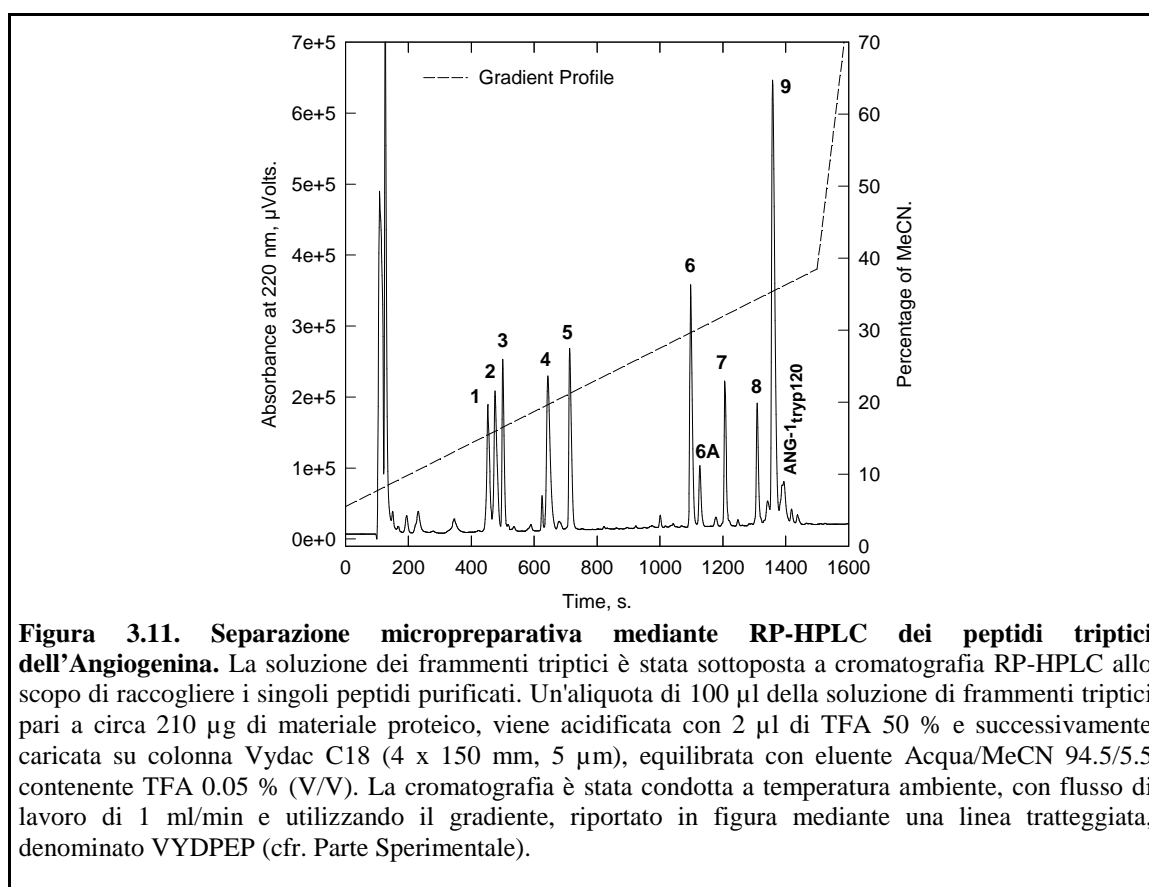 7e+5
6e+5
5e+5
4e+5
3e+5
2e+5
1e+5
0e+0
Absorbance at 220 nm, µVolts.
Gradient Profile
1
2
3
4
5
6
6A
7
8
9
ANG-1tryp120
70
60
50
40
30
20
10
0
Percentage of MeCN.
0 200 400 600 800 1000 1200 1400 1600
Time, s.
Figura 3.11. Separazione micropreparativa mediante RP-HPLC dei peptidi triptici
dell'Angiogenina. La soluzione dei frammenti triptici è stata sottoposta a cromatografia RP-HPLC allo
scopo di raccogliere i singoli peptidi purificati. Un'aliquota di 100 µl della soluzione di frammenti triptici
pari a circa 210 µg di materiale proteico, viene acidificata con 2 µl di TFA 50 % e successivamente
caricata su colonna Vydac C18 (4 x 150 mm, 5 µm), equilibrata con eluente Acqua/MeCN 94.5/5.5
contenente TFA 0.05 % (V/V). La cromatografia è stata condotta a temperatura ambiente, con flusso di
lavoro di 1 ml/min e utilizzando il gradiente, riportato in figura mediante una linea tratteggiata,
denominato VYDPEP (cfr. Parte Sperimentale).